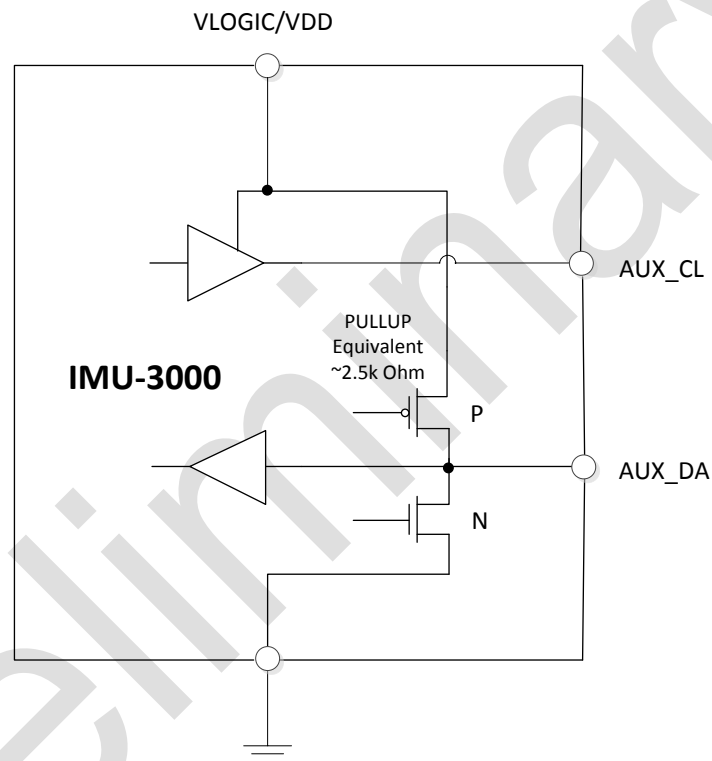 VLOGIC/VDD
AUX_CL
PULLUP
Equivalent
~2.5k Ohm
IMU-3000
P
AUX_DA
N